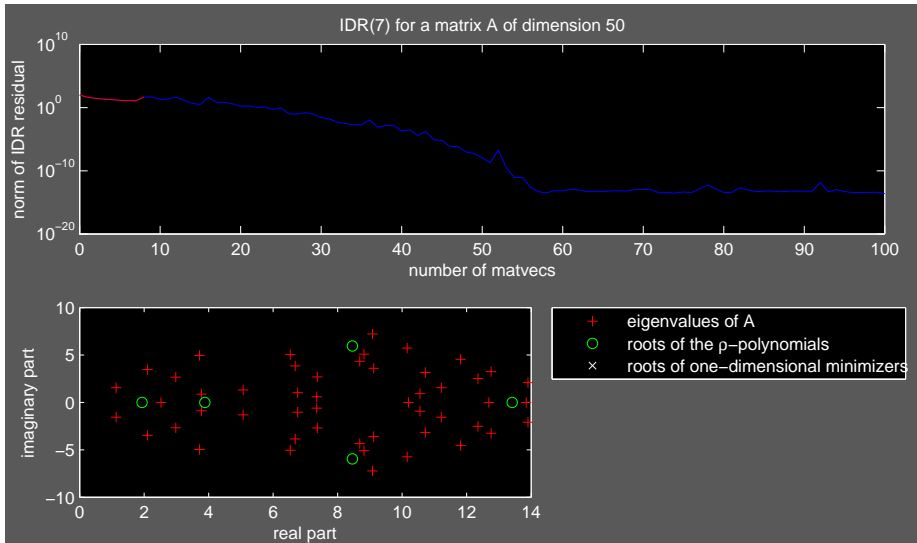 IDR(7) for a matrix A of dimension 50
norm of IDR residual
10^10
10^0
10^-10
10^-20
0 10 20 30 40 50 60 70 80 90 100
number of matvecs
imaginary part
10
5
0
−5
−10
0 2 4 6 8 10 12 14
real part
eigenvalues of A
roots of the ρ-polynomials
roots of one-dimensional minimizers